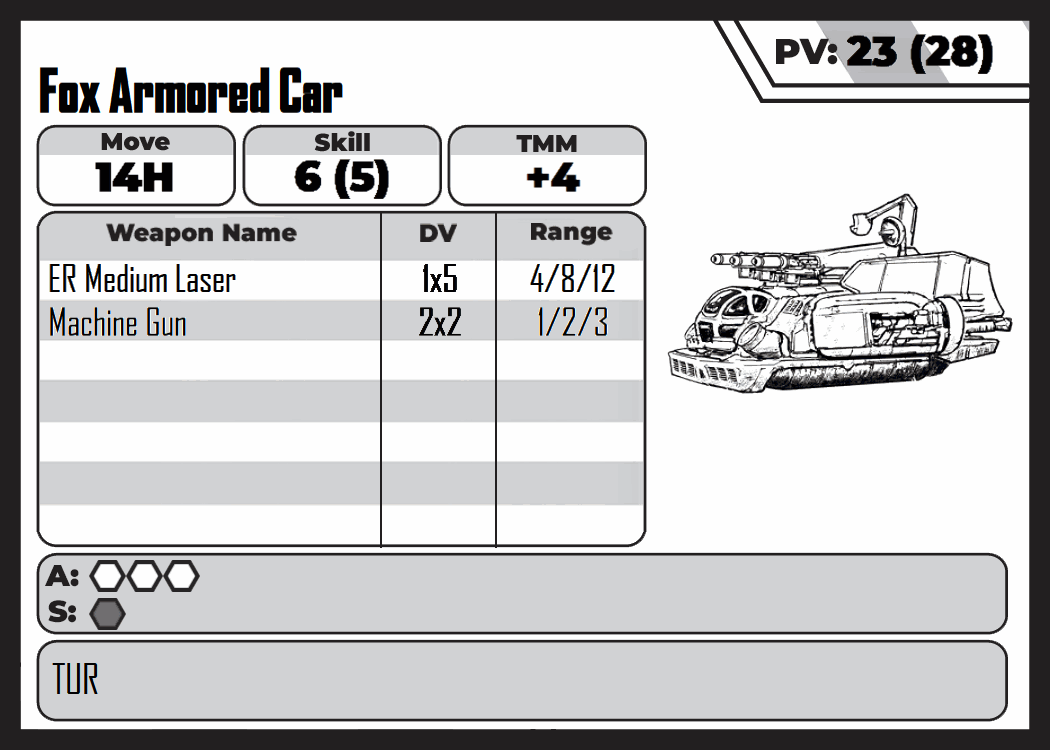 PV: 23 (28)
Fox Armored Car
Move Skill TMM
14H 6 (5) +4
Weapon Name DV Range
ER Medium Laser 1x5 4/8/12
Machine Gun 2x2 1/2/3
A:
S:
TUR